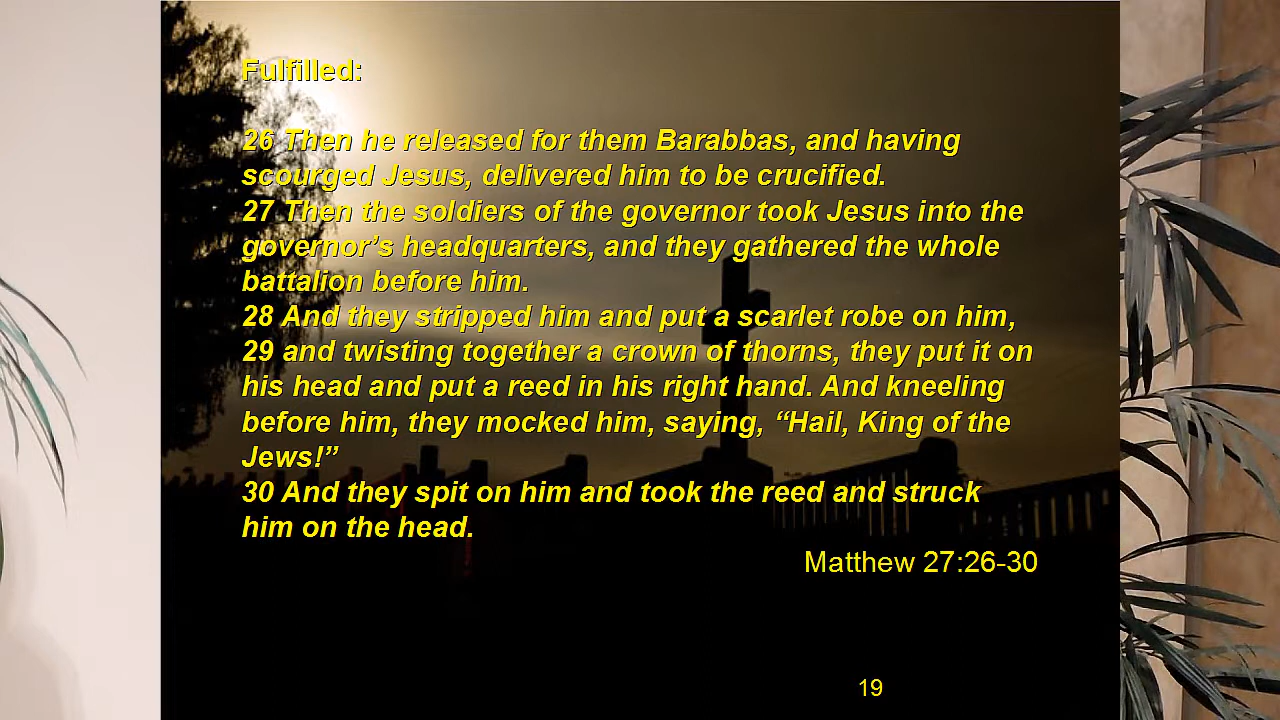 Fulfilled:
26 Then he released for them Barabbas, and having
scourged Jesus, delivered him to be crucified.
27 Then the soldiers of the governor took Jesus into the
governor’s headquarters, and they gathered the whole
battalion before him.
28 And they stripped him and put a scarlet robe on him,
29 and twisting together a crown of thorns, they put it on
his head and put a reed in his right hand. And kneeling
before him, they mocked him, saying, “Hail, King of the
Jews!”
30 And they spit on him and took the reed and struck
him on the head.
Matthew 27:26-30
19